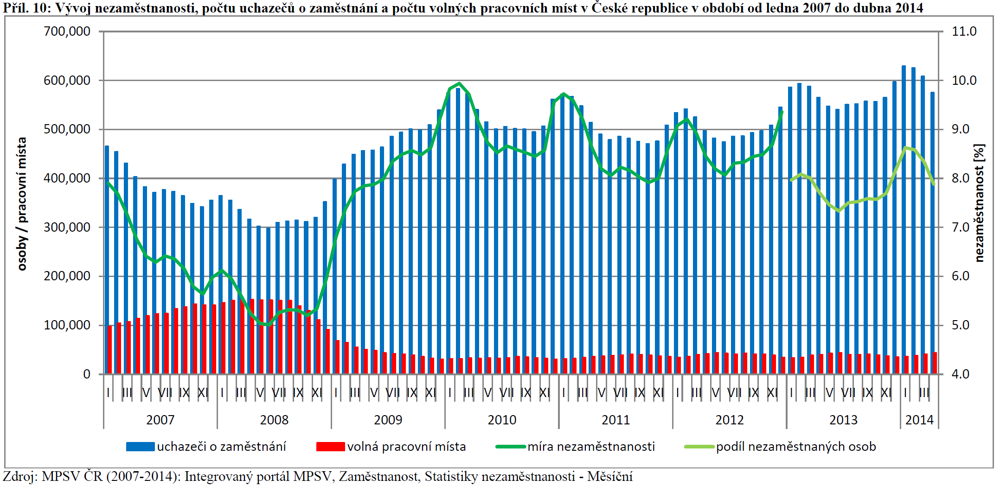 Příl. 10: Vývoj nezaměstnanosti, počtu uchazečů o zaměstnání a počtu volných pracovních míst v České republice v období od ledna 2007 do dubna 2014
700,000 11.0
600,000 10.0
500,000 9.0
400,000 8.0
300,000 7.0
200,000 6.0
100,000 5.0
0 4.0
osoby / pracovní místa
nezaměstnanost [%]
I III V VII IX XI I III V VII IX XI I III V VII IX XI I III V VII IX XI I III V VII IX XI I III V VII IX XI I III V VII IX XI I III
2007 2008 2009 2010 2011 2012 2013 2014
uchazeči o zaměstnání volná pracovní místa míra nezaměstnanosti podíl nezaměstnaných osob
Zdroj: MPSV ČR (2007-2014): Integrovaný portál MPSV, Zaměstnanost, Statistiky nezaměstnanosti - Měsíční